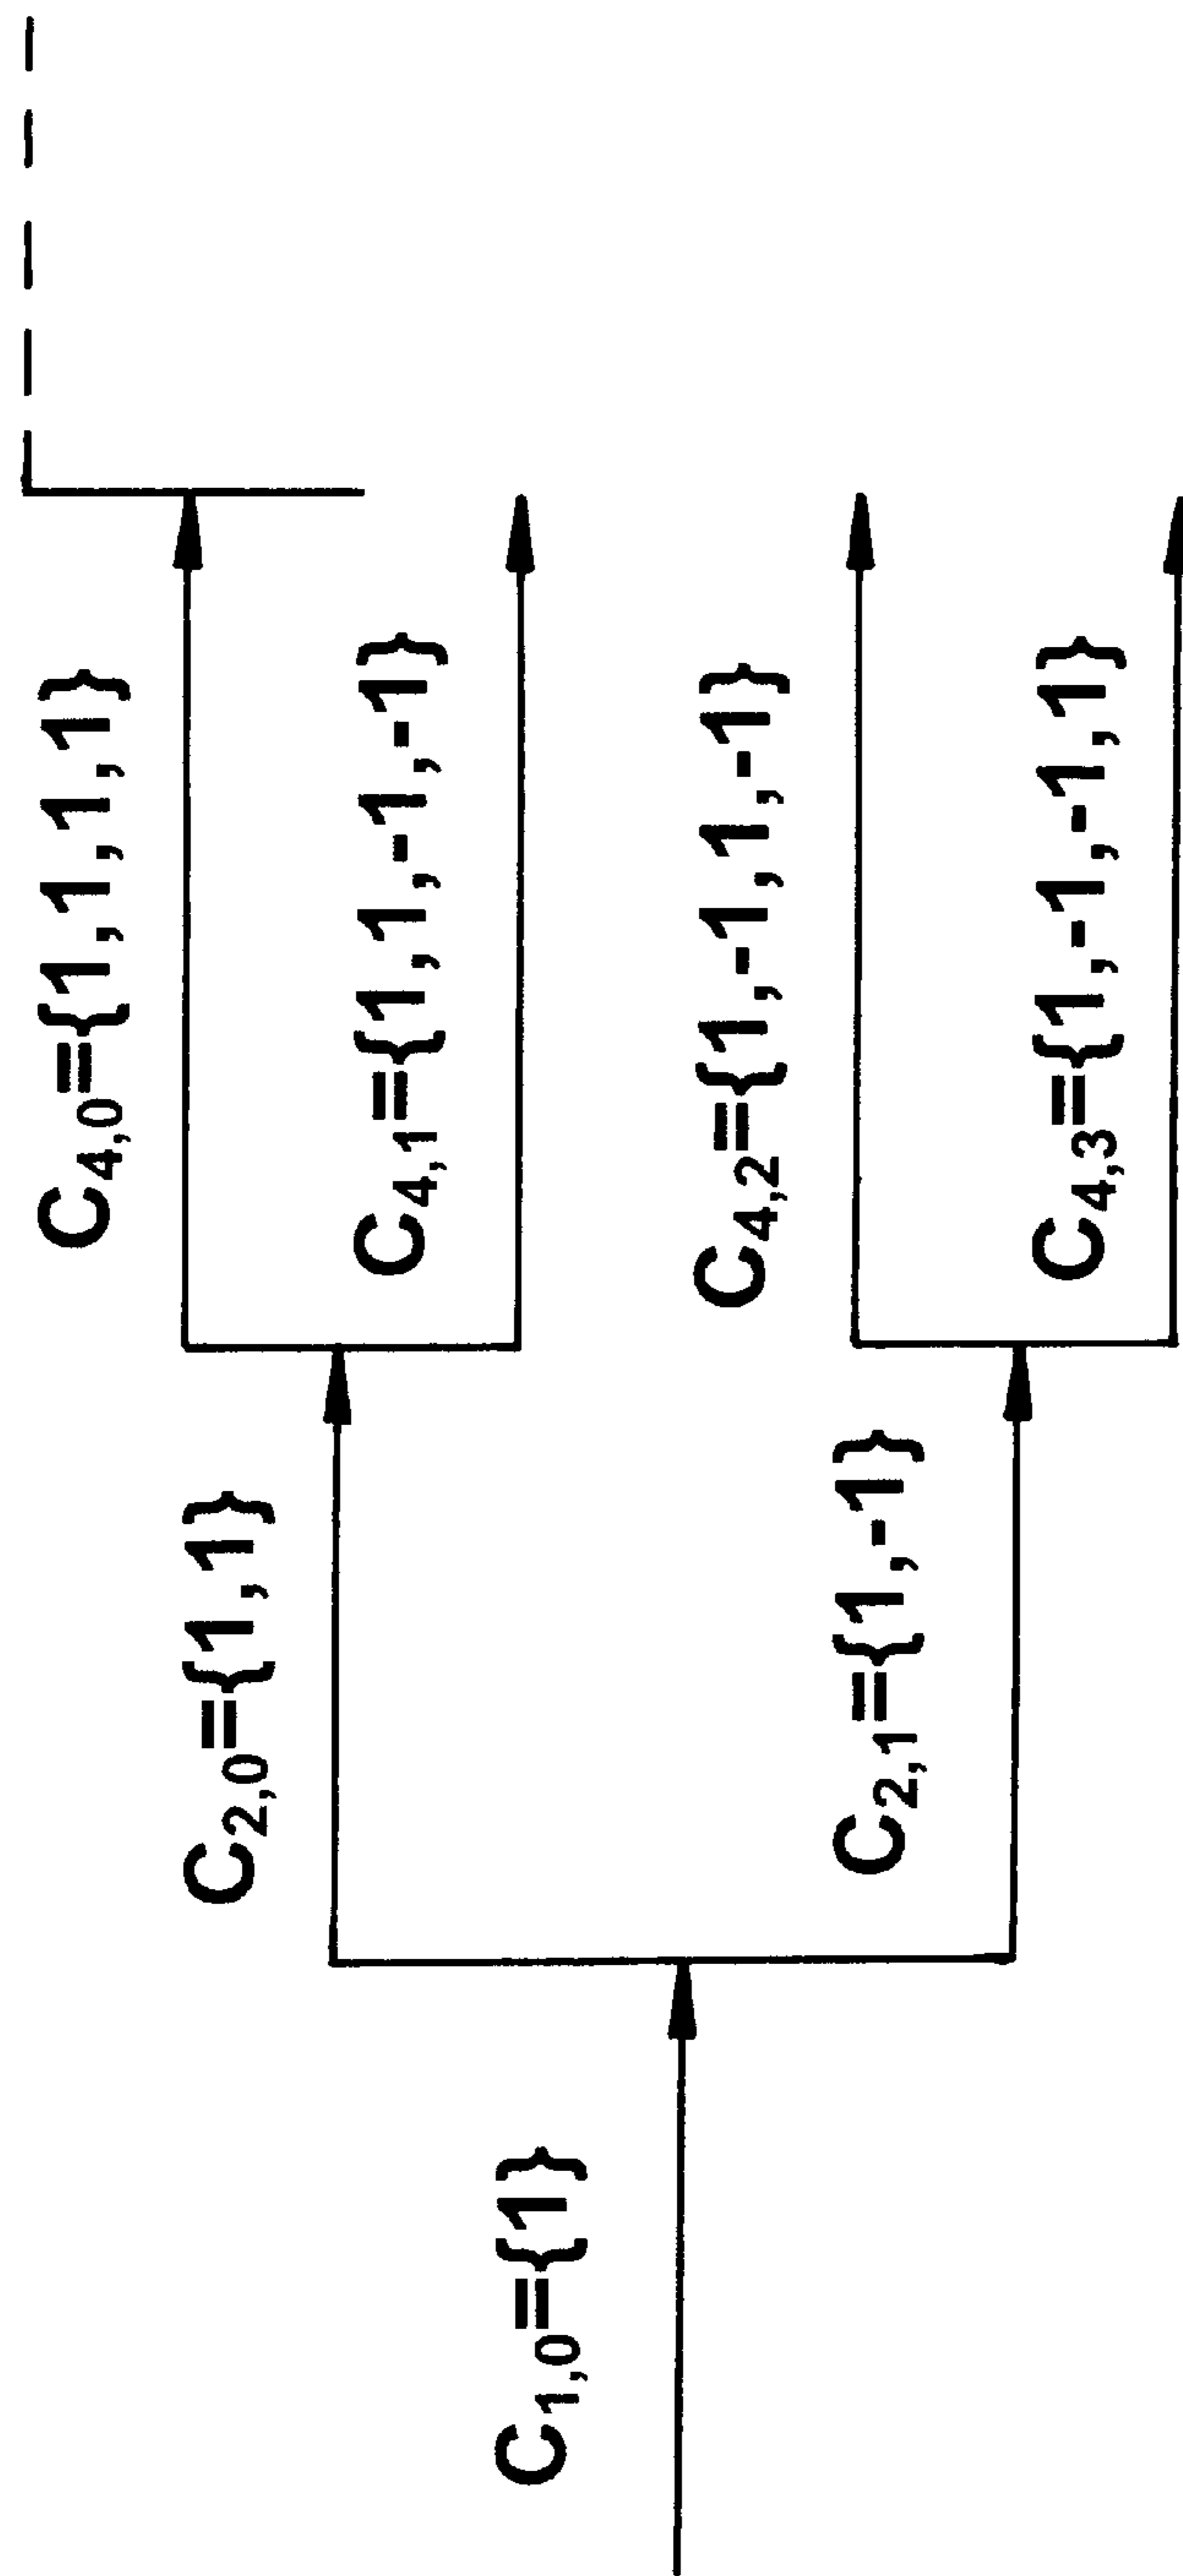 C1,0={1}
C2,0={1,1}
C2,1={1,-1}
C4,0={1,1,1,1}
C4,1={1,1,-1,-1}
C4,2={1,-1,1,-1}
C4,3={1,-1,-1,1}